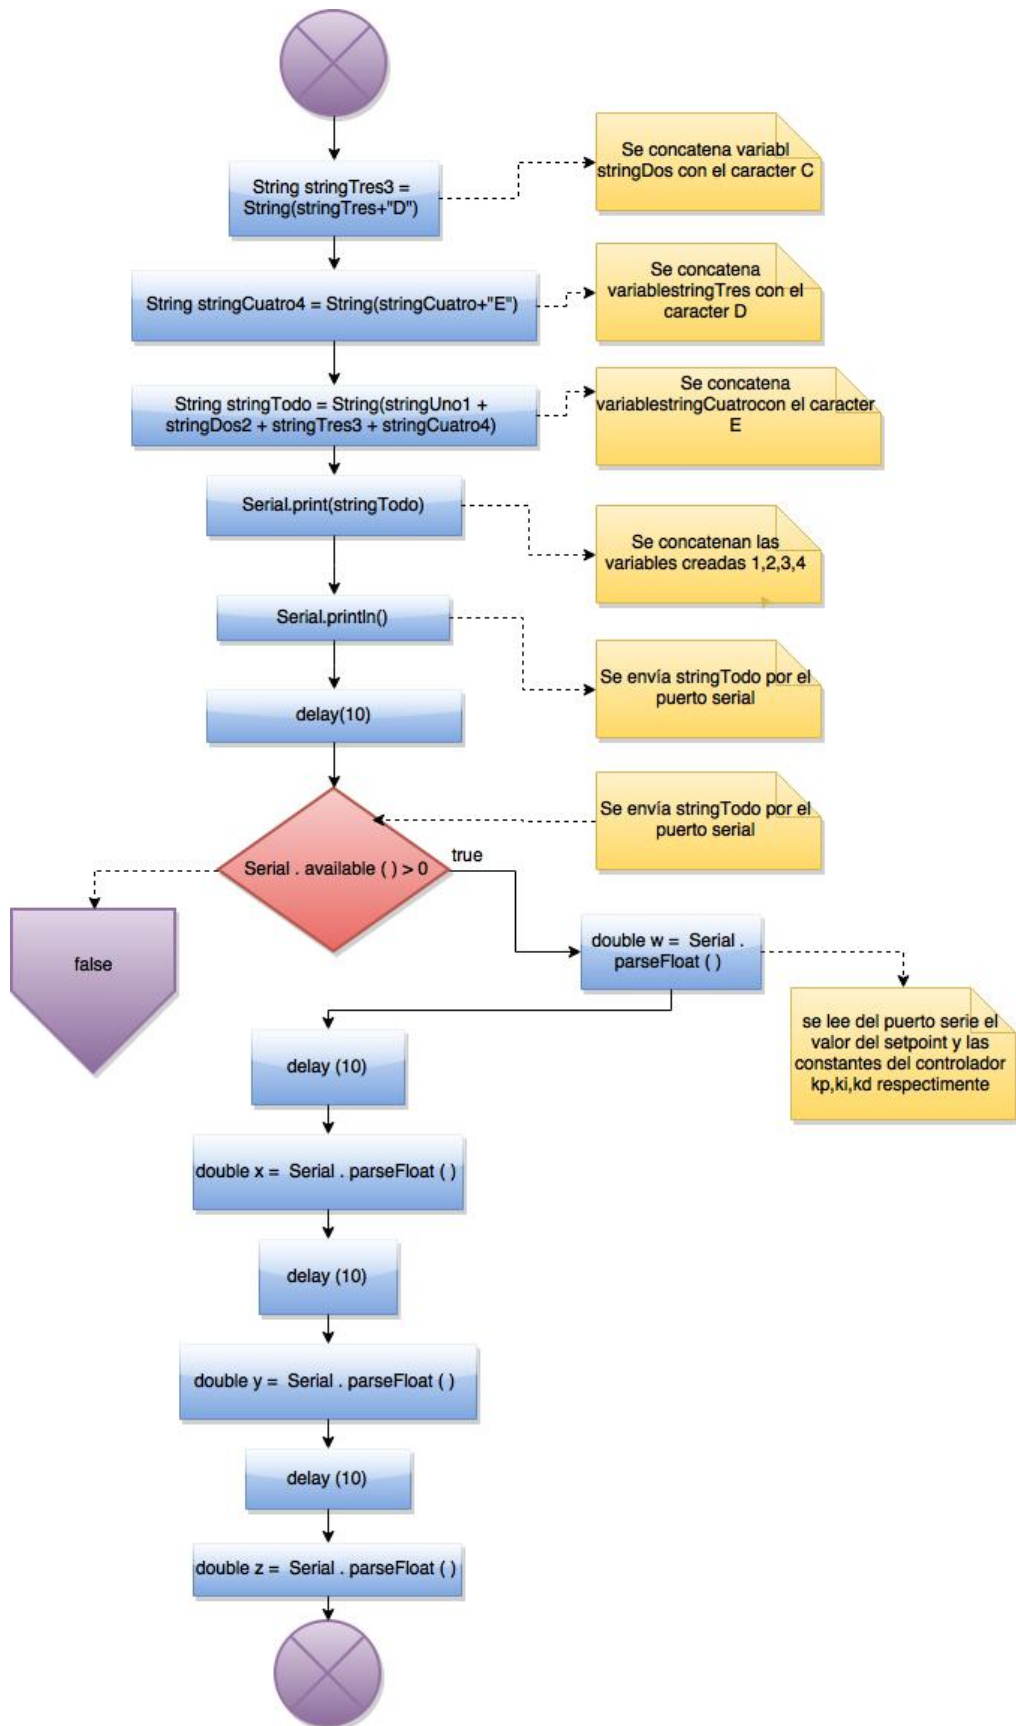 String stringTres3 =
String(stringTres+"D")
Se concatena variabl
stringDos con el caracter C
String stringCuatro4 = String(stringCuatro+"E")
Se concatena
variablestringTres con el
caracter D
String stringTodo = String(stringUno1 +
stringDos2 + stringTres3 + stringCuatro4)
Se concatena
variablestringCuatrocon el caracter
E
Serial.print(stringTodo)
Se concatenan las
variables creadas 1,2,3,4
Serial.println()
Se envía stringTodo por el
puerto serial
delay(10)
Se envía stringTodo por el
puerto serial
Serial . available ( ) > 0
true
false
double w = Serial .
parseFloat ( )
se lee del puerto serie el
valor del setpoint y las
constantes del controlador
kp,ki,kd respectimente
delay (10)
double x = Serial . parseFloat ( )
delay (10)
double y = Serial . parseFloat ( )
delay (10)
double z = Serial . parseFloat ( )